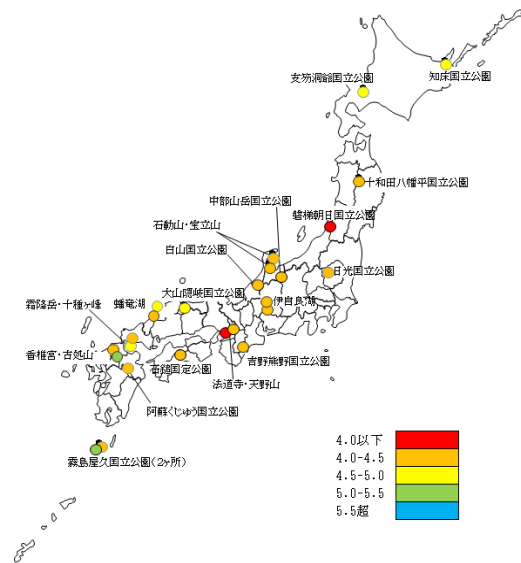 支笏洞爺国立公園
知床国立公園
十和田八幡平国立公園
中部山岳国立公園
磐梯朝日国立公園
石動山・宝立山
白山国立公園
日光国立公園
大山隠岐国立公園
伊自良湖
蟠竜湖
霜降岳・十種ヶ峰
香椎宮・古処山
石鎚国定公園
吉野熊野国立公園
法道寺・天野山
阿蘇くじゅう国立公園
霧島屋久国立公園(2ヶ所)
4.0以下
4.0-4.5
4.5-5.0
5.0-5.5
5.5超